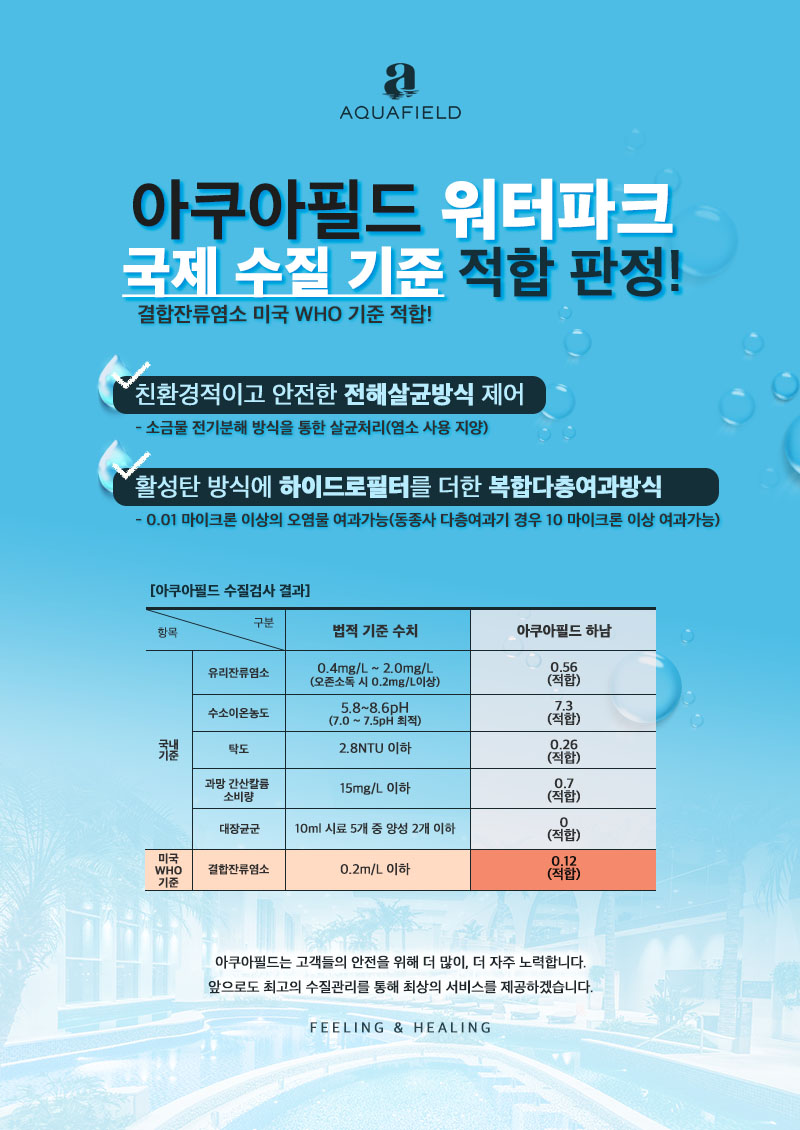 a
AQUAFIELD
아쿠아필드 워터파크
국제 수질 기준 적합 판정!
결합잔류염소 미국 WHO 기준 적합!
친환경적이고 안전한 전해살균방식 제어
- 소금물 전기분해 방식을 통한 살균처리(염소 사용 지양)
활성탄 방식에 하이드로필터를 더한 복합다층여과방식
- 0.01 마이크론 이상의 오염물 여과가능(동종사 다층여과기 경우 10 마이크론 이상 여과가능)
[아쿠아필드 수질검사 결과]
구분
항목
법적 기준 수치
아쿠아필드 하남
국내
기준
유리잔류염소
0.4mg/L ~ 2.0mg/L
(오존소독 시 0.2mg/L이상)
0.56
(적합)
수소이온농도
5.8~8.6pH
(7.0 ~ 7.5pH 최적)
7.3
(적합)
탁도
2.8NTU 이하
0.26
(적합)
과망 간산칼륨
소비량
15mg/L 이하
0.7
(적합)
대장균군
10ml 시료 5개 중 양성 2개 이하
0
(적합)
미국
WHO
기준
결합잔류염소
0.2m/L 이하
0.12
(적합)
아쿠아필드는 고객들의 안전을 위해 더 많이, 더 자주 노력합니다.
앞으로도 최고의 수질관리를 통해 최상의 서비스를 제공하겠습니다.
FEELING & HEALING